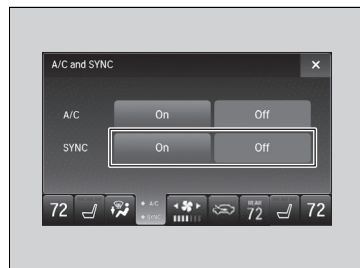 A/C and SYNC ×
A/C On Off
SYNC On Off
72 A/C SYNC REAR 72 72